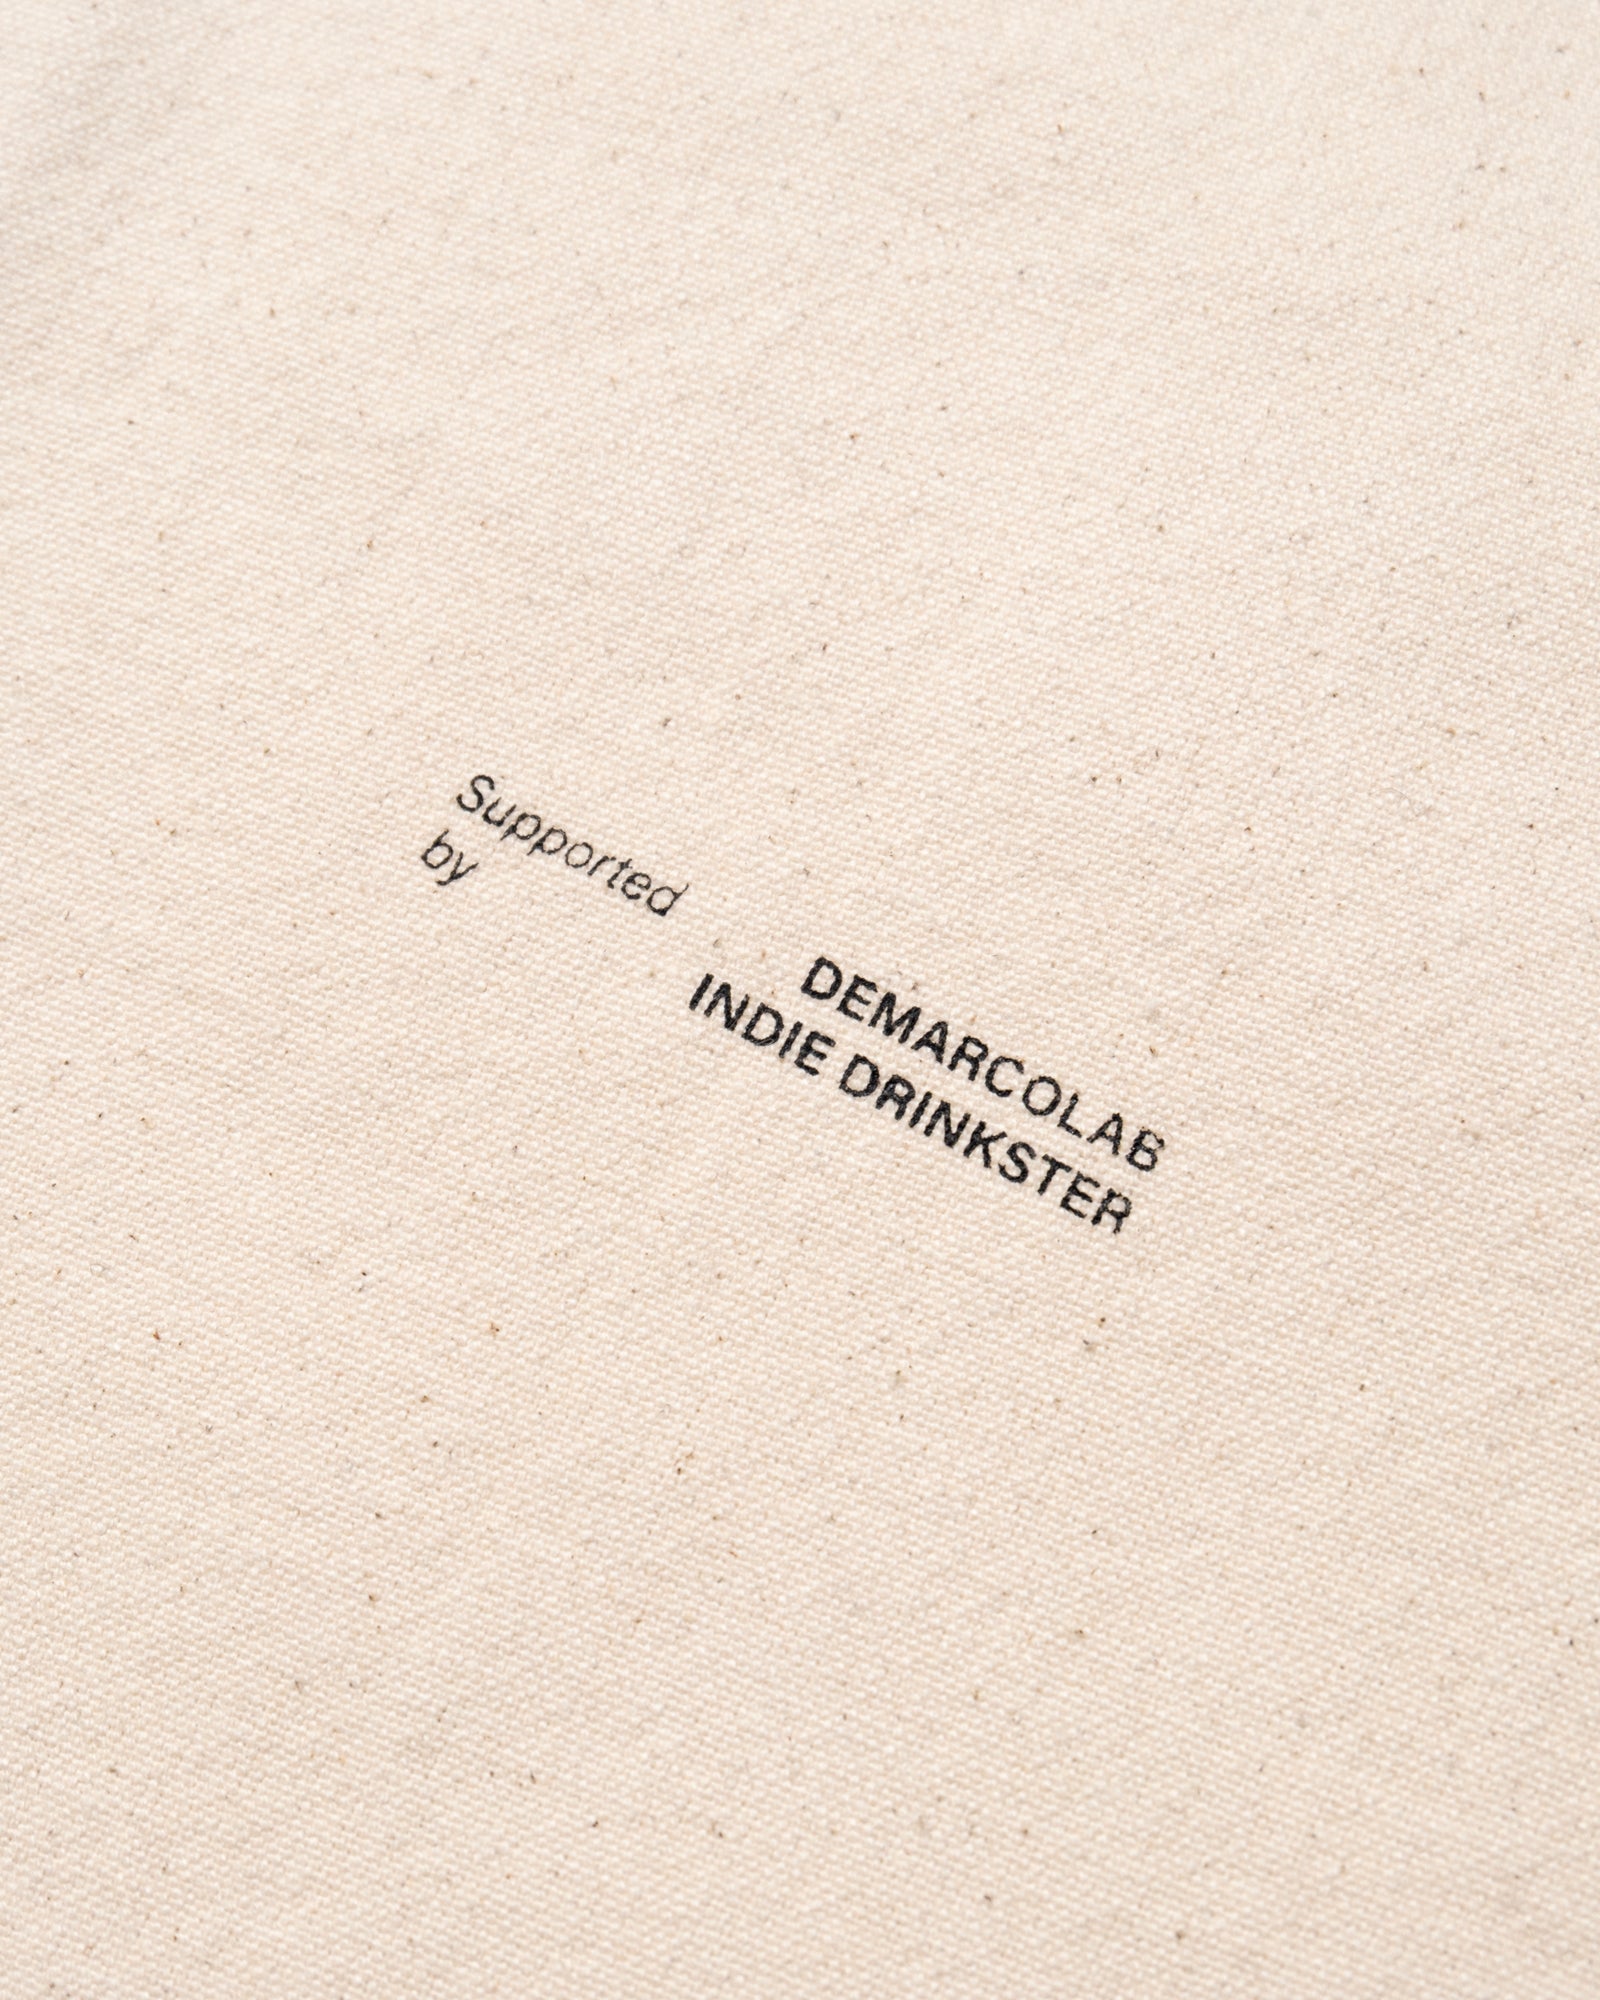 Supported
by
DEMARCOLAB
INDIE DRINKSTER